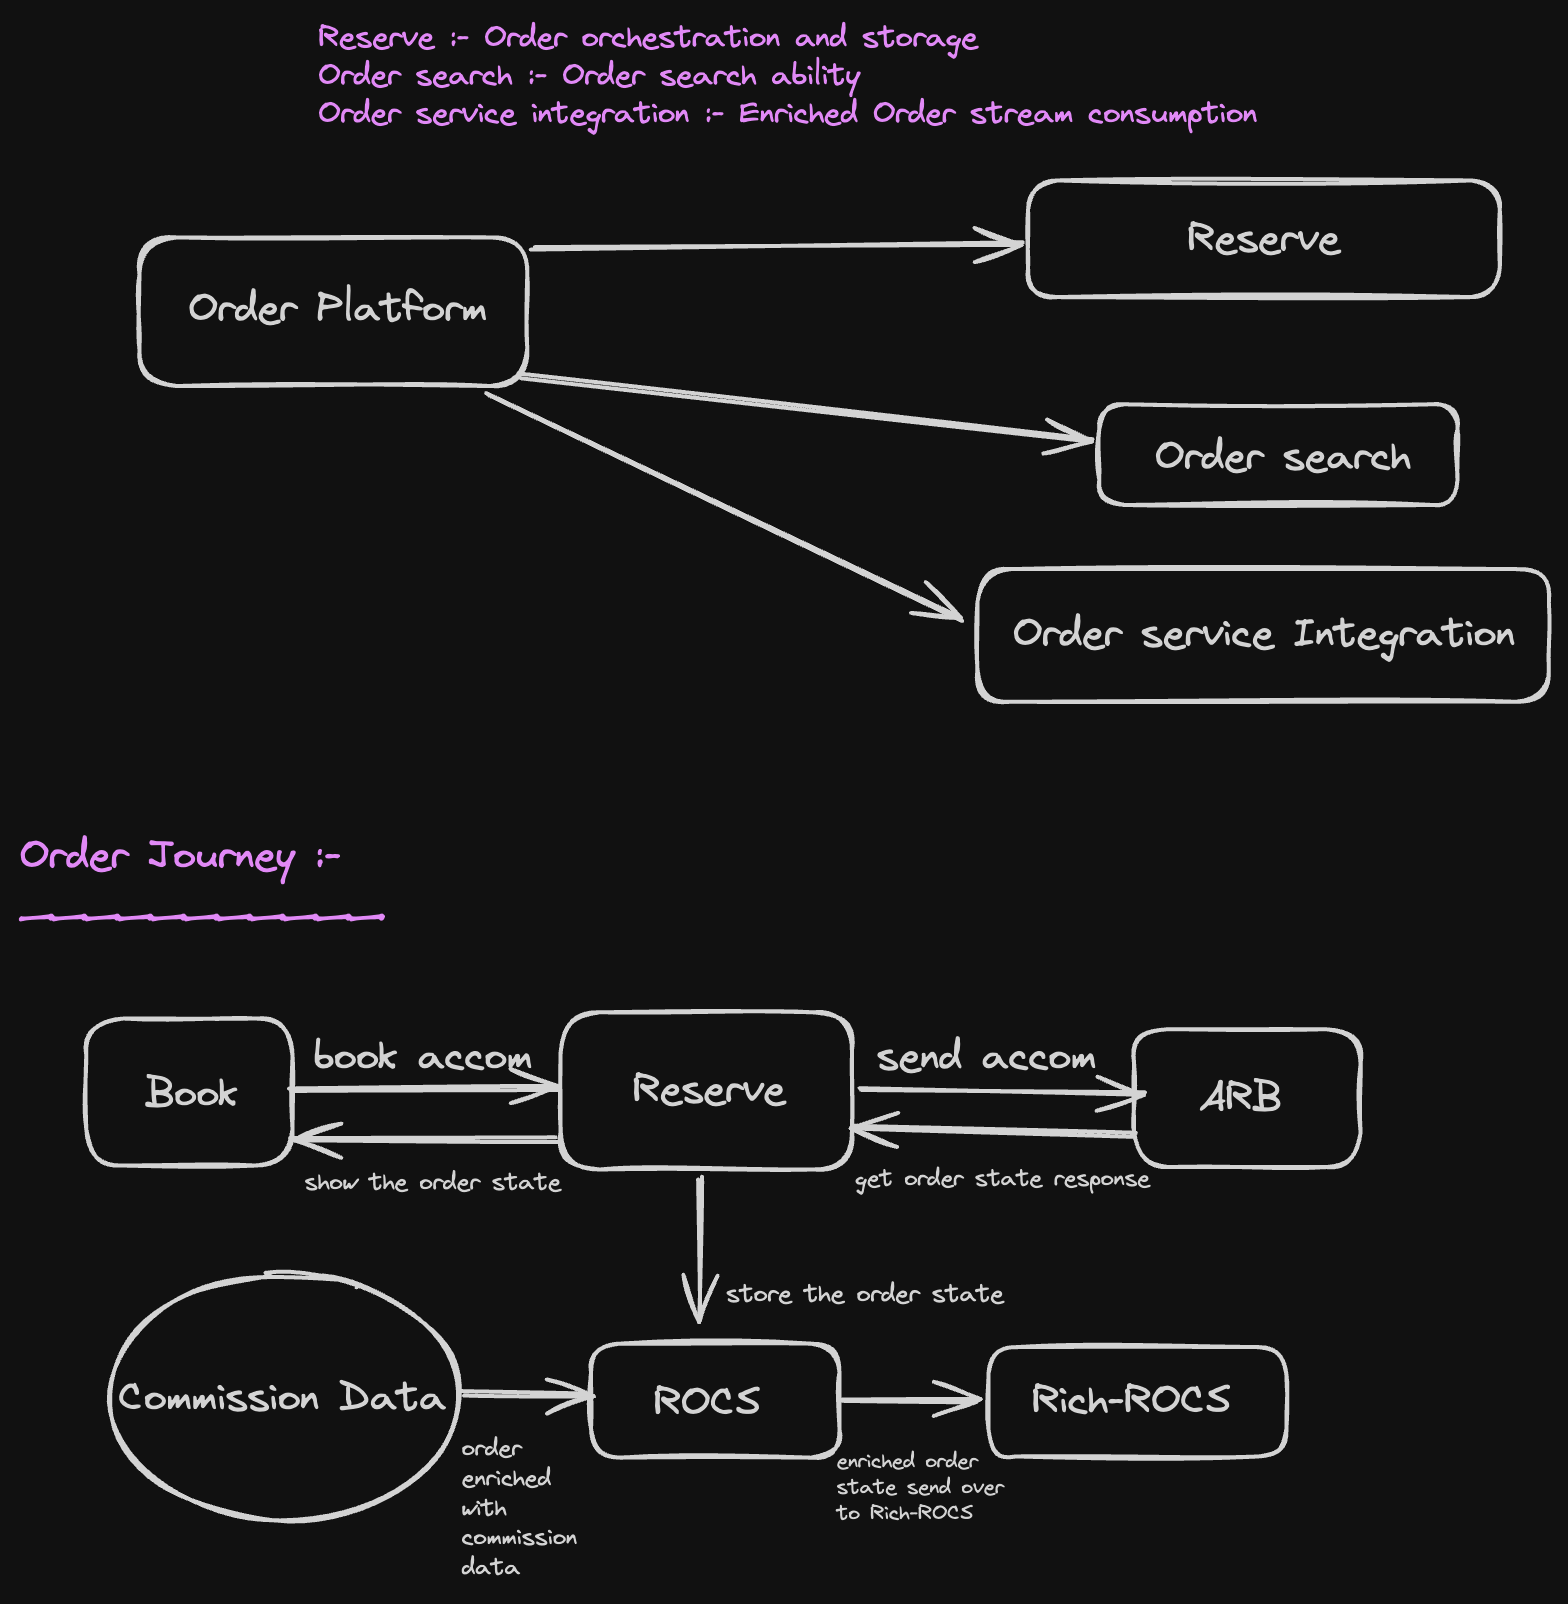 Reserve :- Order orchestration and storage
Order search :- Order search ability
Order service integration :- Enriched Order stream consumption
Reserve
Order Platform
Order search
Order service Integration
Order Journey :-
book accom
send accom
Book
Reserve
ARB
show the order state
get order state response
store the order state
Commission Data
ROCS
Rich-ROCS
order
enriched
with
commission
data
enriched order
state send over
to Rich-ROCS